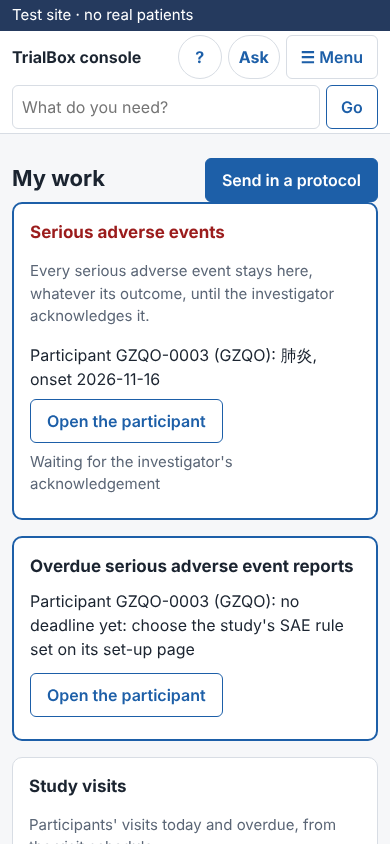 Test site · no real patients
TrialBox console
?
Ask
☰ Menu
What do you need?
Go
My work
Send in a protocol
Serious adverse events
Every serious adverse event stays here,
whatever its outcome, until the investigator
acknowledges it.
Participant GZQO-0003 (GZQO): 肺炎,
onset 2026-11-16
Open the participant
Waiting for the investigator's
acknowledgement
Overdue serious adverse event reports
Participant GZQO-0003 (GZQO): no
deadline yet: choose the study's SAE rule
set on its set-up page
Open the participant
Study visits
Participants' visits today and overdue, from